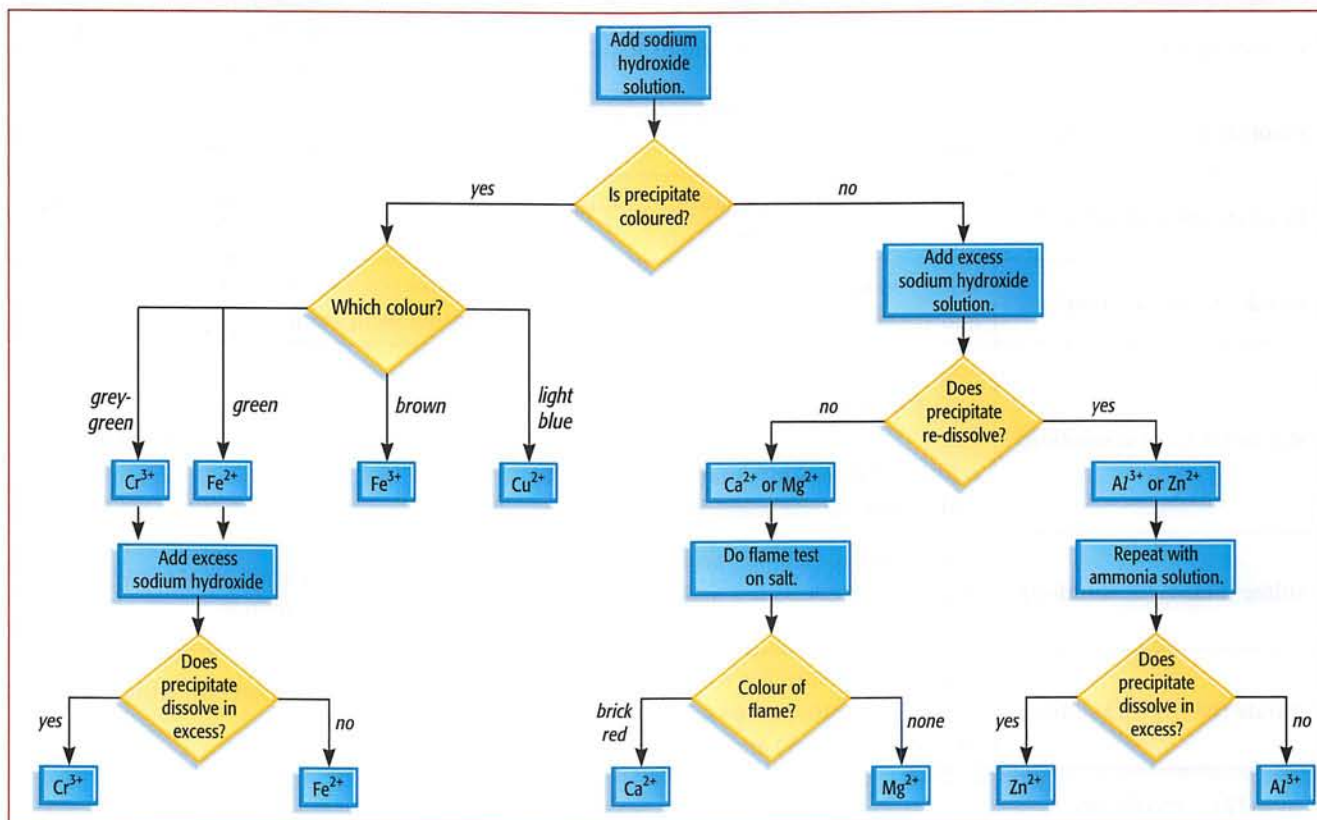 Add sodium
hydroxide
solution.
Is precipitate
coloured?
yes
no
Which colour?
Add excess
sodium hydroxide
solution.
grey-
green
green
brown
light
blue
Does
precipitate
re-dissolve?
no
yes
Cr³⁺
Fe²⁺
Fe³⁺
Cu²⁺
Ca²⁺ or Mg²⁺
Al³⁺ or Zn²⁺
Add excess
sodium hydroxide
Do flame test
on salt.
Repeat with
ammonia solution.
Does
precipitate
dissolve in
excess?
yes
no
Colour of
flame?
brick
red
none
Does
precipitate
dissolve in
excess?
yes
no
Cr³⁺
Fe²⁺
Ca²⁺
Mg²⁺
Zn²⁺
Al³⁺